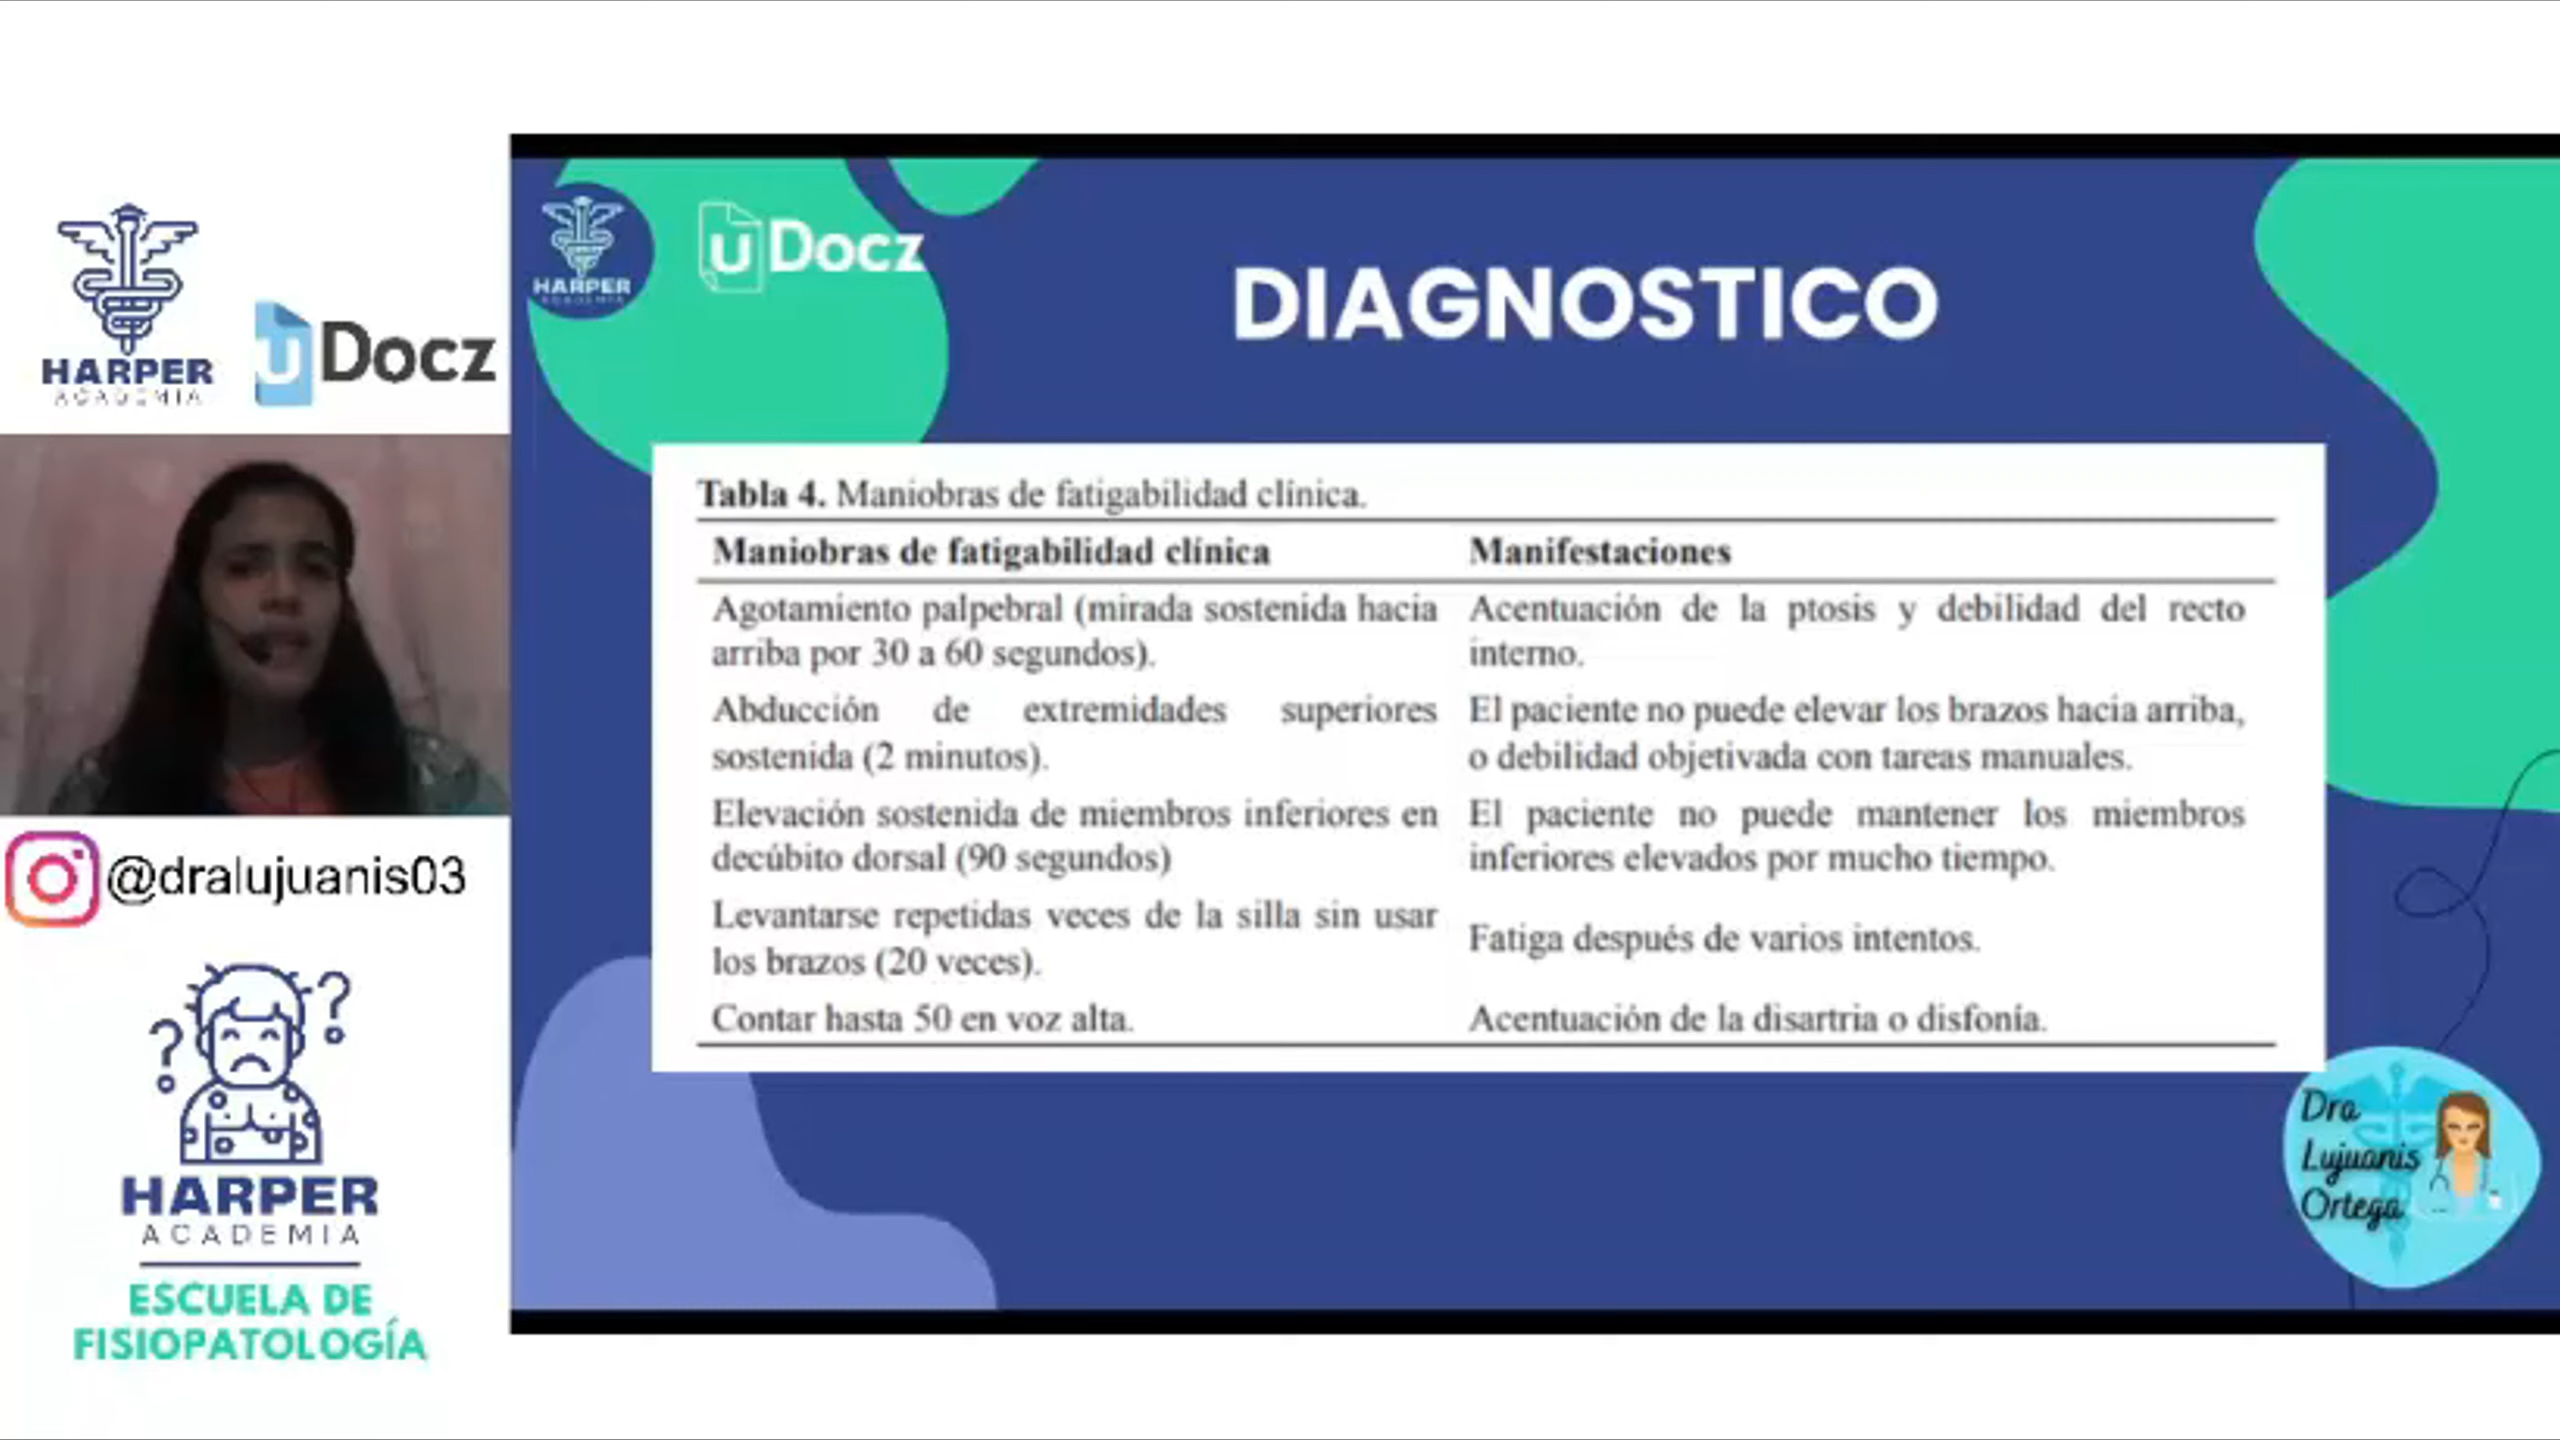 HARPER
ACADEMIA
uDocz
@dralujuanis03
HARPER
ACADEMIA
ESCUELA DE
FISIOPATOLOGÍA
HARPER
ACADEMIA
uDocz
DIAGNOSTICO
Tabla 4. Maniobras de fatigabilidad clínica.
Maniobras de fatigabilidad clínica
Manifestaciones
Agotamiento palpebral (mirada sostenida hacia
arriba por 30 a 60 segundos).
Acentuación de la ptosis y debilidad del recto
interno.
Abducción de extremidades superiores
sostenida (2 minutos).
El paciente no puede elevar los brazos hacia arriba,
o debilidad objetivada con tareas manuales.
Elevación sostenida de miembros inferiores en
decúbito dorsal (90 segundos)
El paciente no puede mantener los miembros
inferiores elevados por mucho tiempo.
Levantarse repetidas veces de la silla sin usar
los brazos (20 veces).
Fatiga después de varios intentos.
Contar hasta 50 en voz alta.
Acentuación de la disartria o disfonía.
Dra
Lujuanis
Ortega